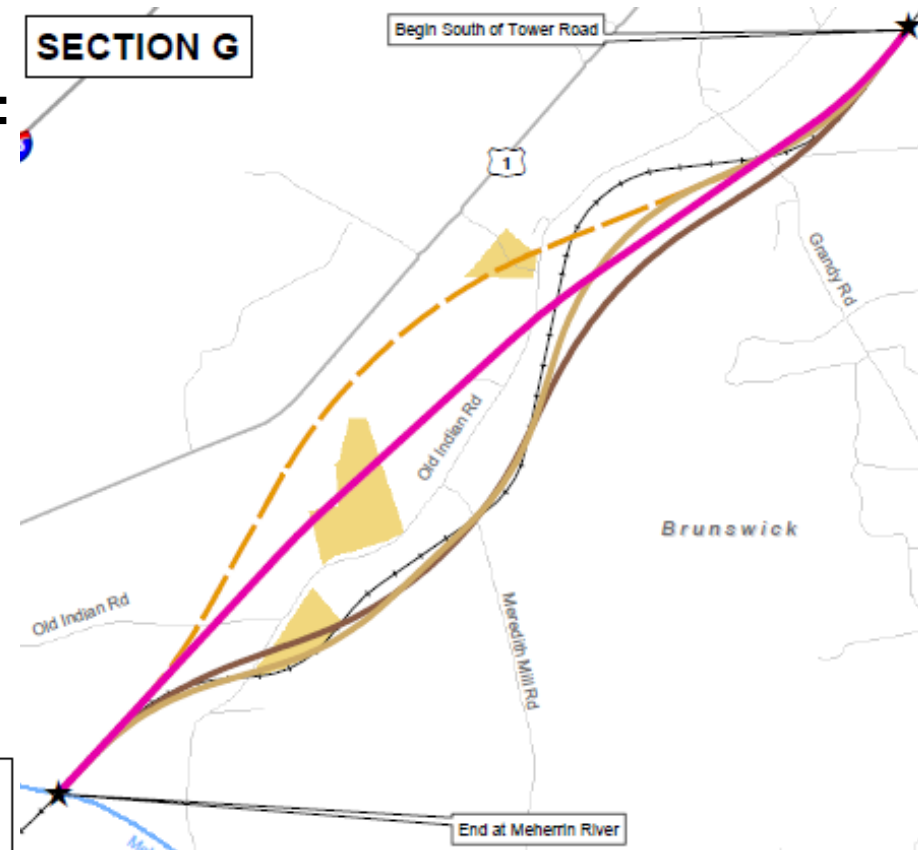 SECTION G
Begin South of Tower Road
1
Grandy Rd
Old Indian Rd
Brunswick
Old Indian Rd
Meredith Mill Rd
End at Meherrin River